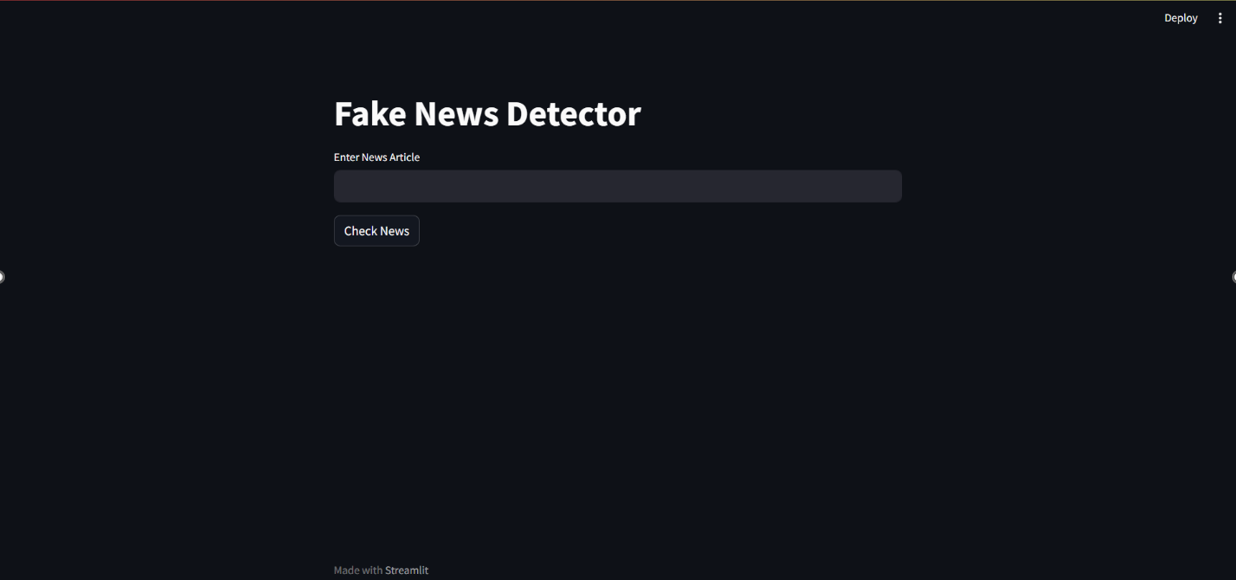 Deploy
Fake News Detector
Enter News Article
Check News
Made with Streamlit